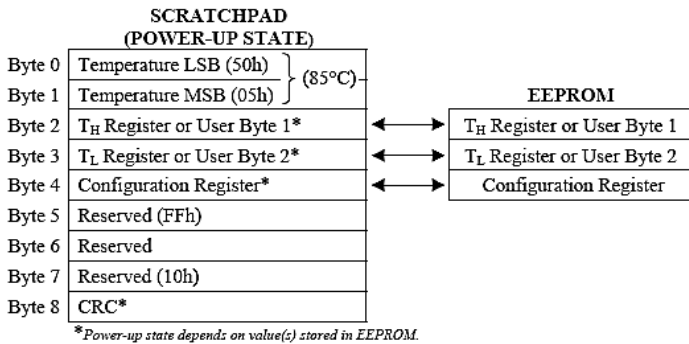 SCRATCHPAD
(POWER-UP STATE)
Byte 0 Temperature LSB (50h)
(85°C)
Byte 1 Temperature MSB (05h)
EEPROM
Byte 2 TH Register or User Byte 1* TH Register or User Byte 1
Byte 3 TL Register or User Byte 2* TL Register or User Byte 2
Byte 4 Configuration Register* Configuration Register
Byte 5 Reserved (FFh)
Byte 6 Reserved
Byte 7 Reserved (10h)
Byte 8 CRC*
*Power-up state depends on value(s) stored in EEPROM.